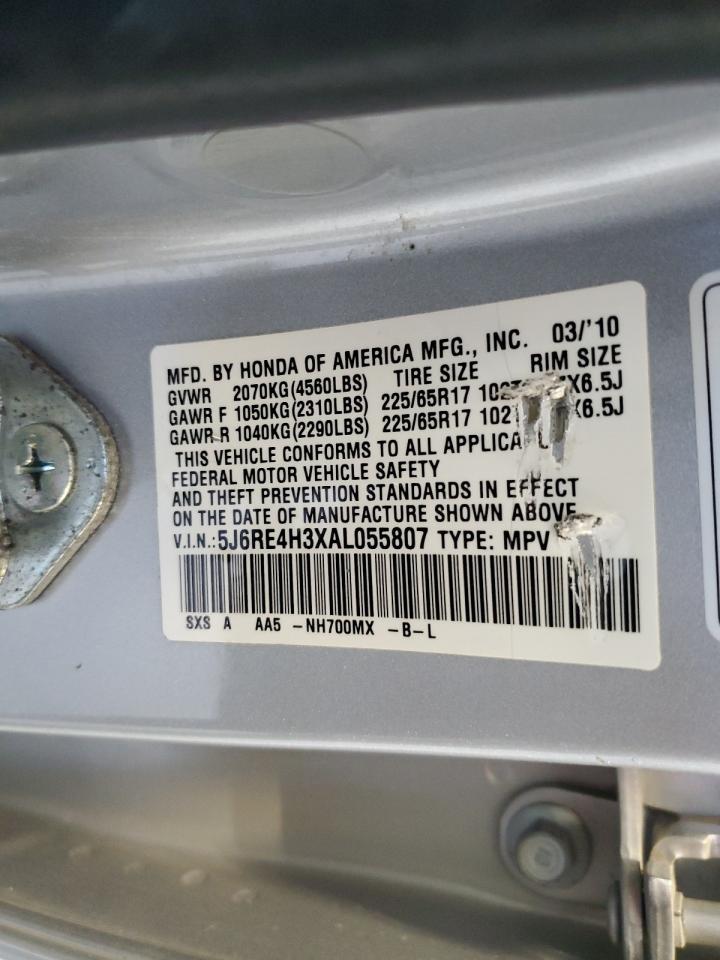 MFD. BY HONDA OF AMERICA MFG., INC. 03/'10
GVWR 2070KG(4560LBS) TIRE SIZE RIM SIZE
GAWR F 1050KG(2310LBS) 225/65R17 X6.5J
GAWR R 1040KG(2290LBS) 225/65R17 X6.5J
THIS VEHICLE CONFORMS TO ALL
FEDERAL MOTOR VEHICLE SAFETY
AND THEFT PREVENTION STANDARDS IN EFFECT
ON THE DATE OF MANUFACTURE SHOWN ABOVE
V.I.N.:5J6RE4H3XAL055807 TYPE: MPV
SXS A AA5 -NH700MX -B-L